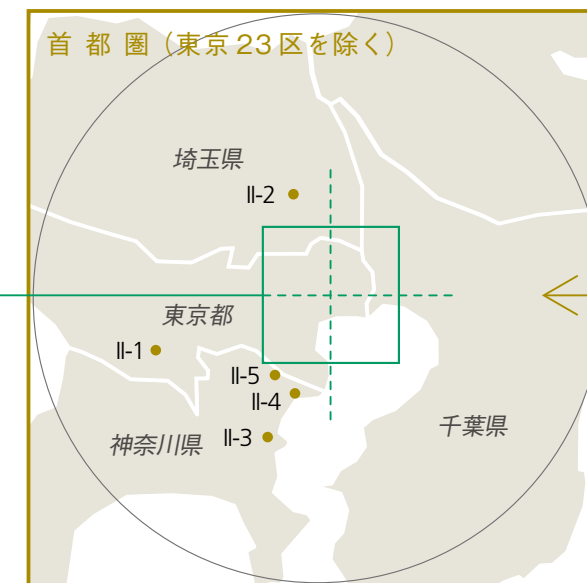 首都圏（東京23区を除く）
埼玉県
II-2
東京都
II-1
II-5
II-4
千葉県
神奈川県
II-3